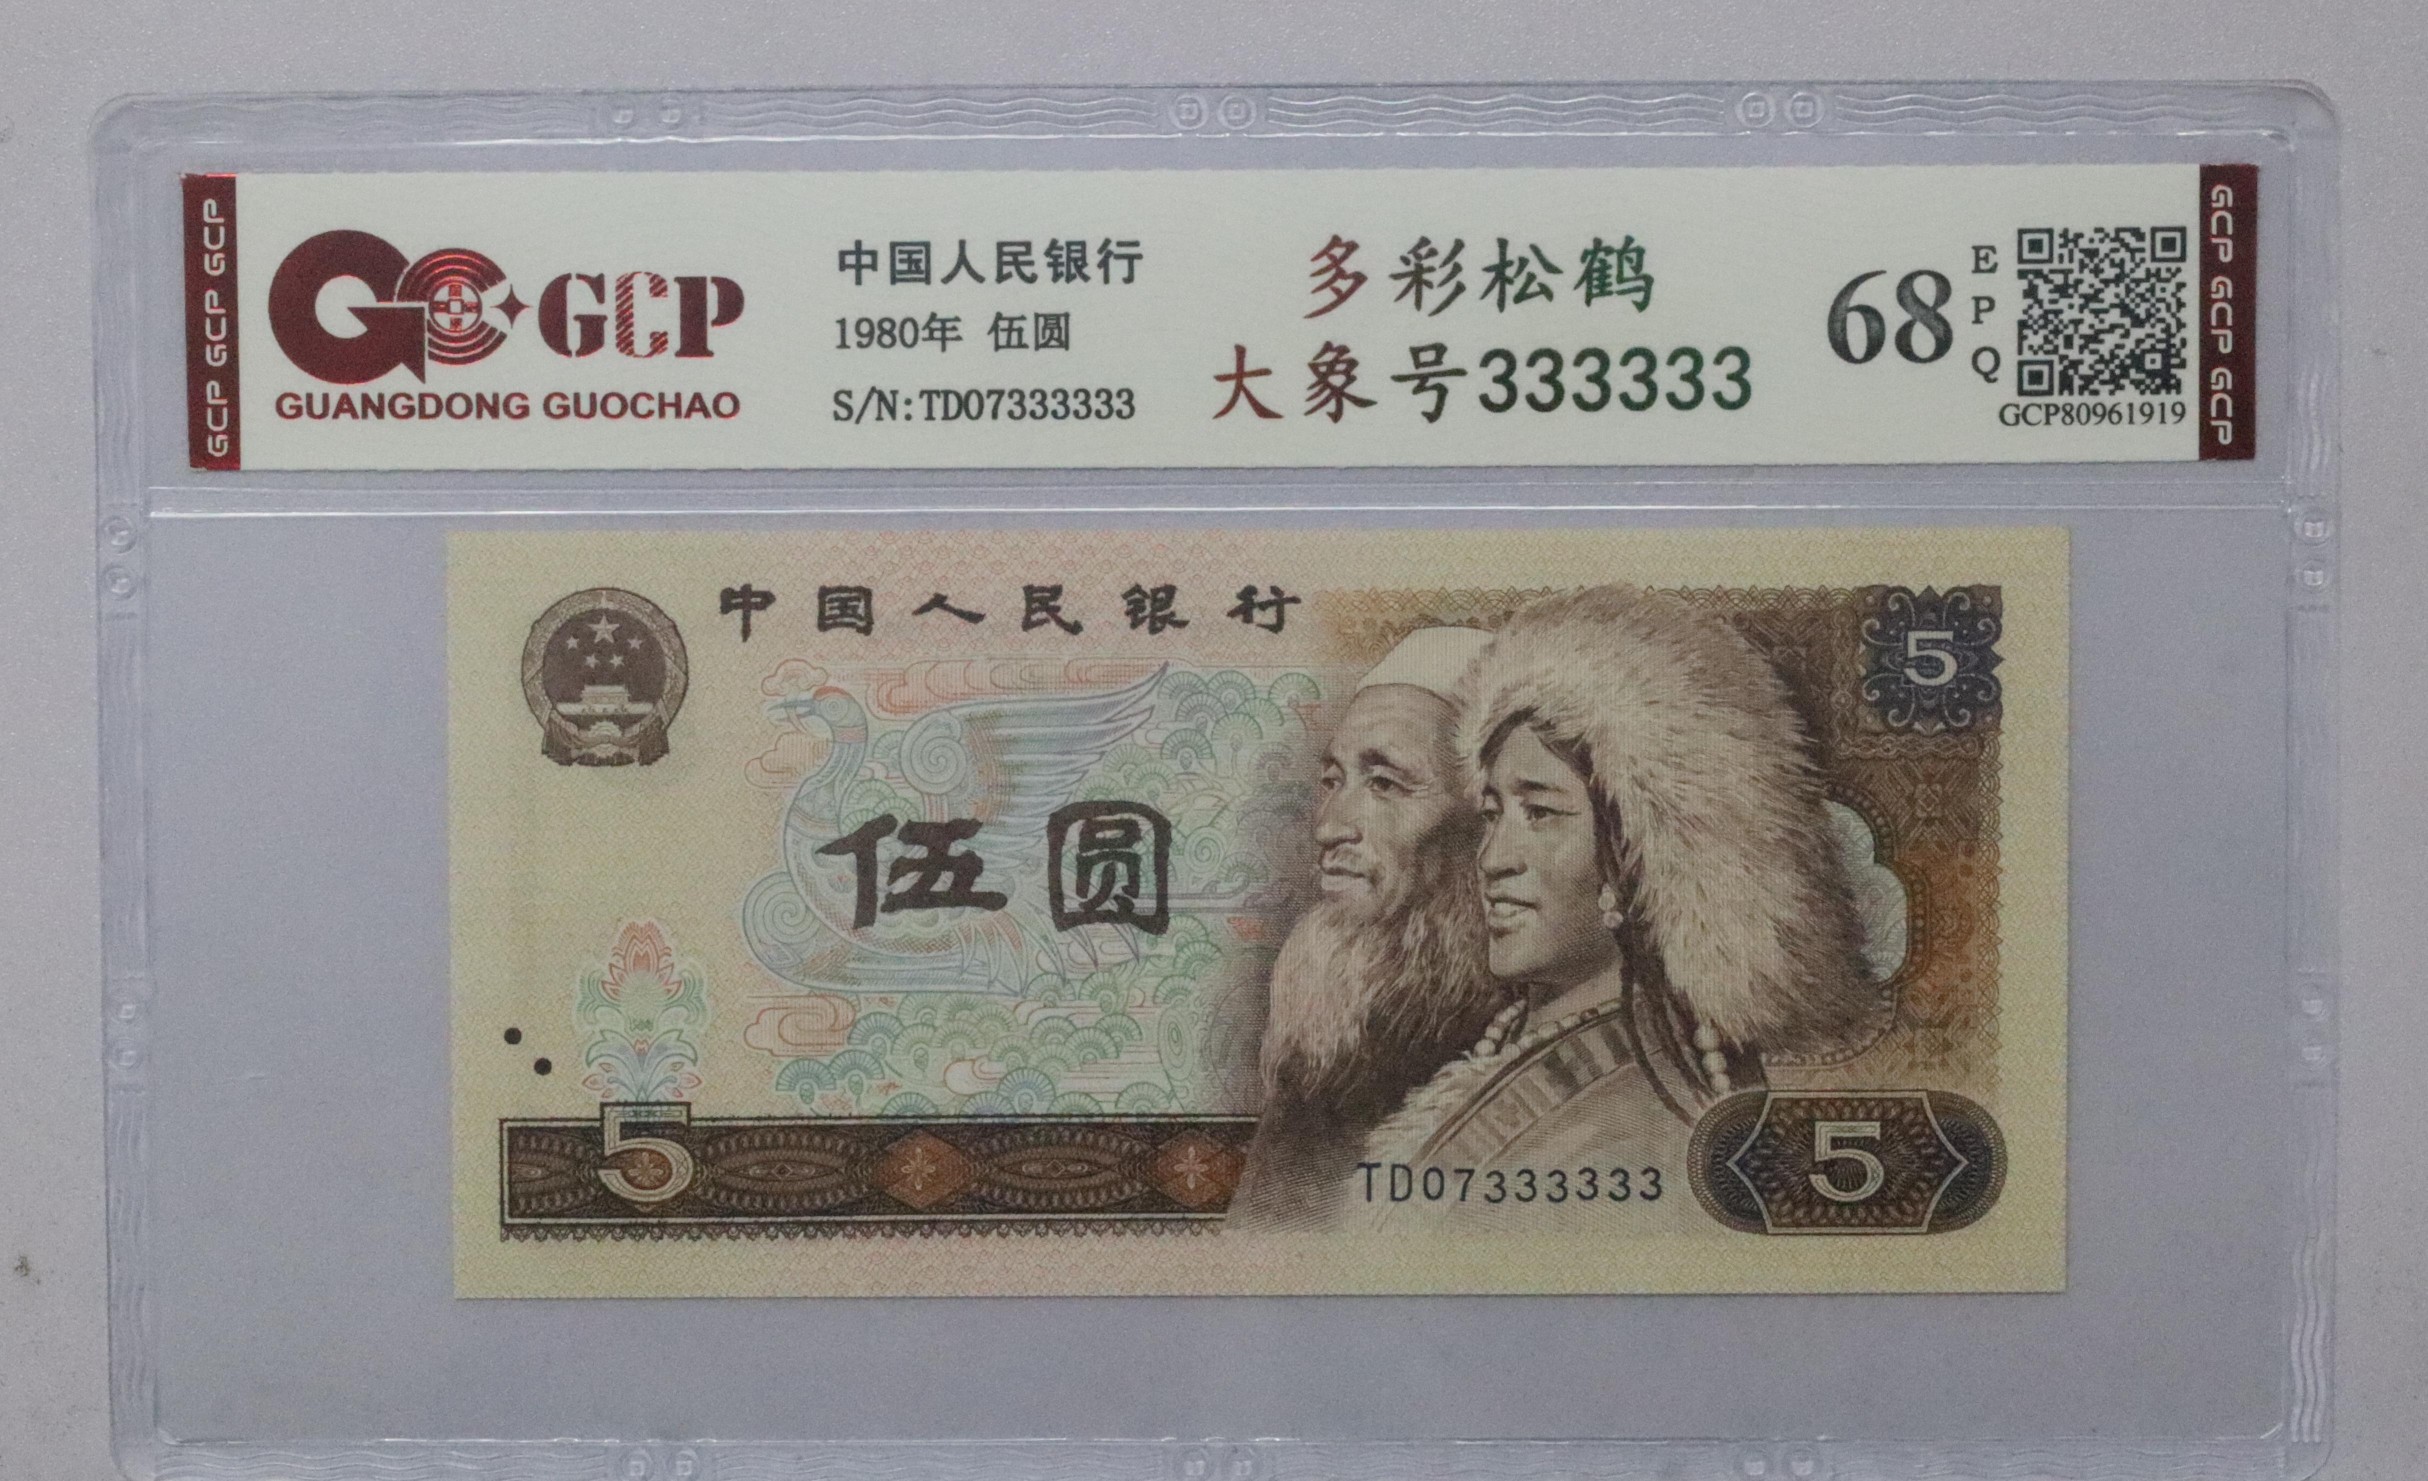 GCP GCP GCP
GCP
GUANGDONG GUOCHAO
中国人民银行
1980年 伍圆
S/N:TD07333333
多彩松鹤
大象号333333
68
EPQ
GCP80961919
GCP GCP GCP
中国人民银行
5
伍圆
5
TD07333333
5